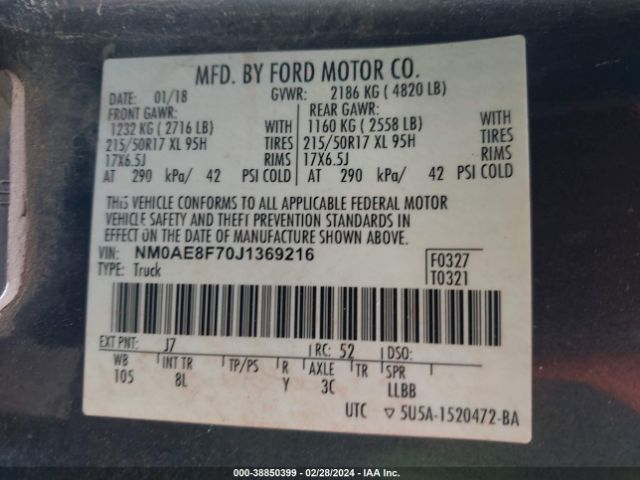 MFD. BY FORD MOTOR CO.
DATE: 01/18 GVWR: 2186 KG ( 4820 LB)
FRONT GAWR: REAR GAWR:
1232 KG ( 2716 LB) WITH 1160 KG ( 2558 LB) WITH
215/50R17 XL 95H TIRES 215/50R17 XL 95H TIRES
17X6.5J RIMS 17X6.5J RIMS
AT 290 kPa/ 42 PSI COLD AT 290 kPa/ 42 PSI COLD
THIS VEHICLE CONFORMS TO ALL APPLICABLE FEDERAL MOTOR
VEHICLE SAFETY AND THEFT PREVENTION STANDARDS IN
EFFECT ON THE DATE OF MANUFACTURE SHOWN ABOVE.
VIN: NM0AE8F70J1369216 F0327
TYPE: Truck T0321
EXT PNT: J7 RC: 52 DSO:
WB INT TR TP/PS R AXLE TR SPR
105 8L Y 3C LLBB
UTC ▽ 5U5A-1520472-BA
000-38850399 - 02/28/2024 - IAA Inc.